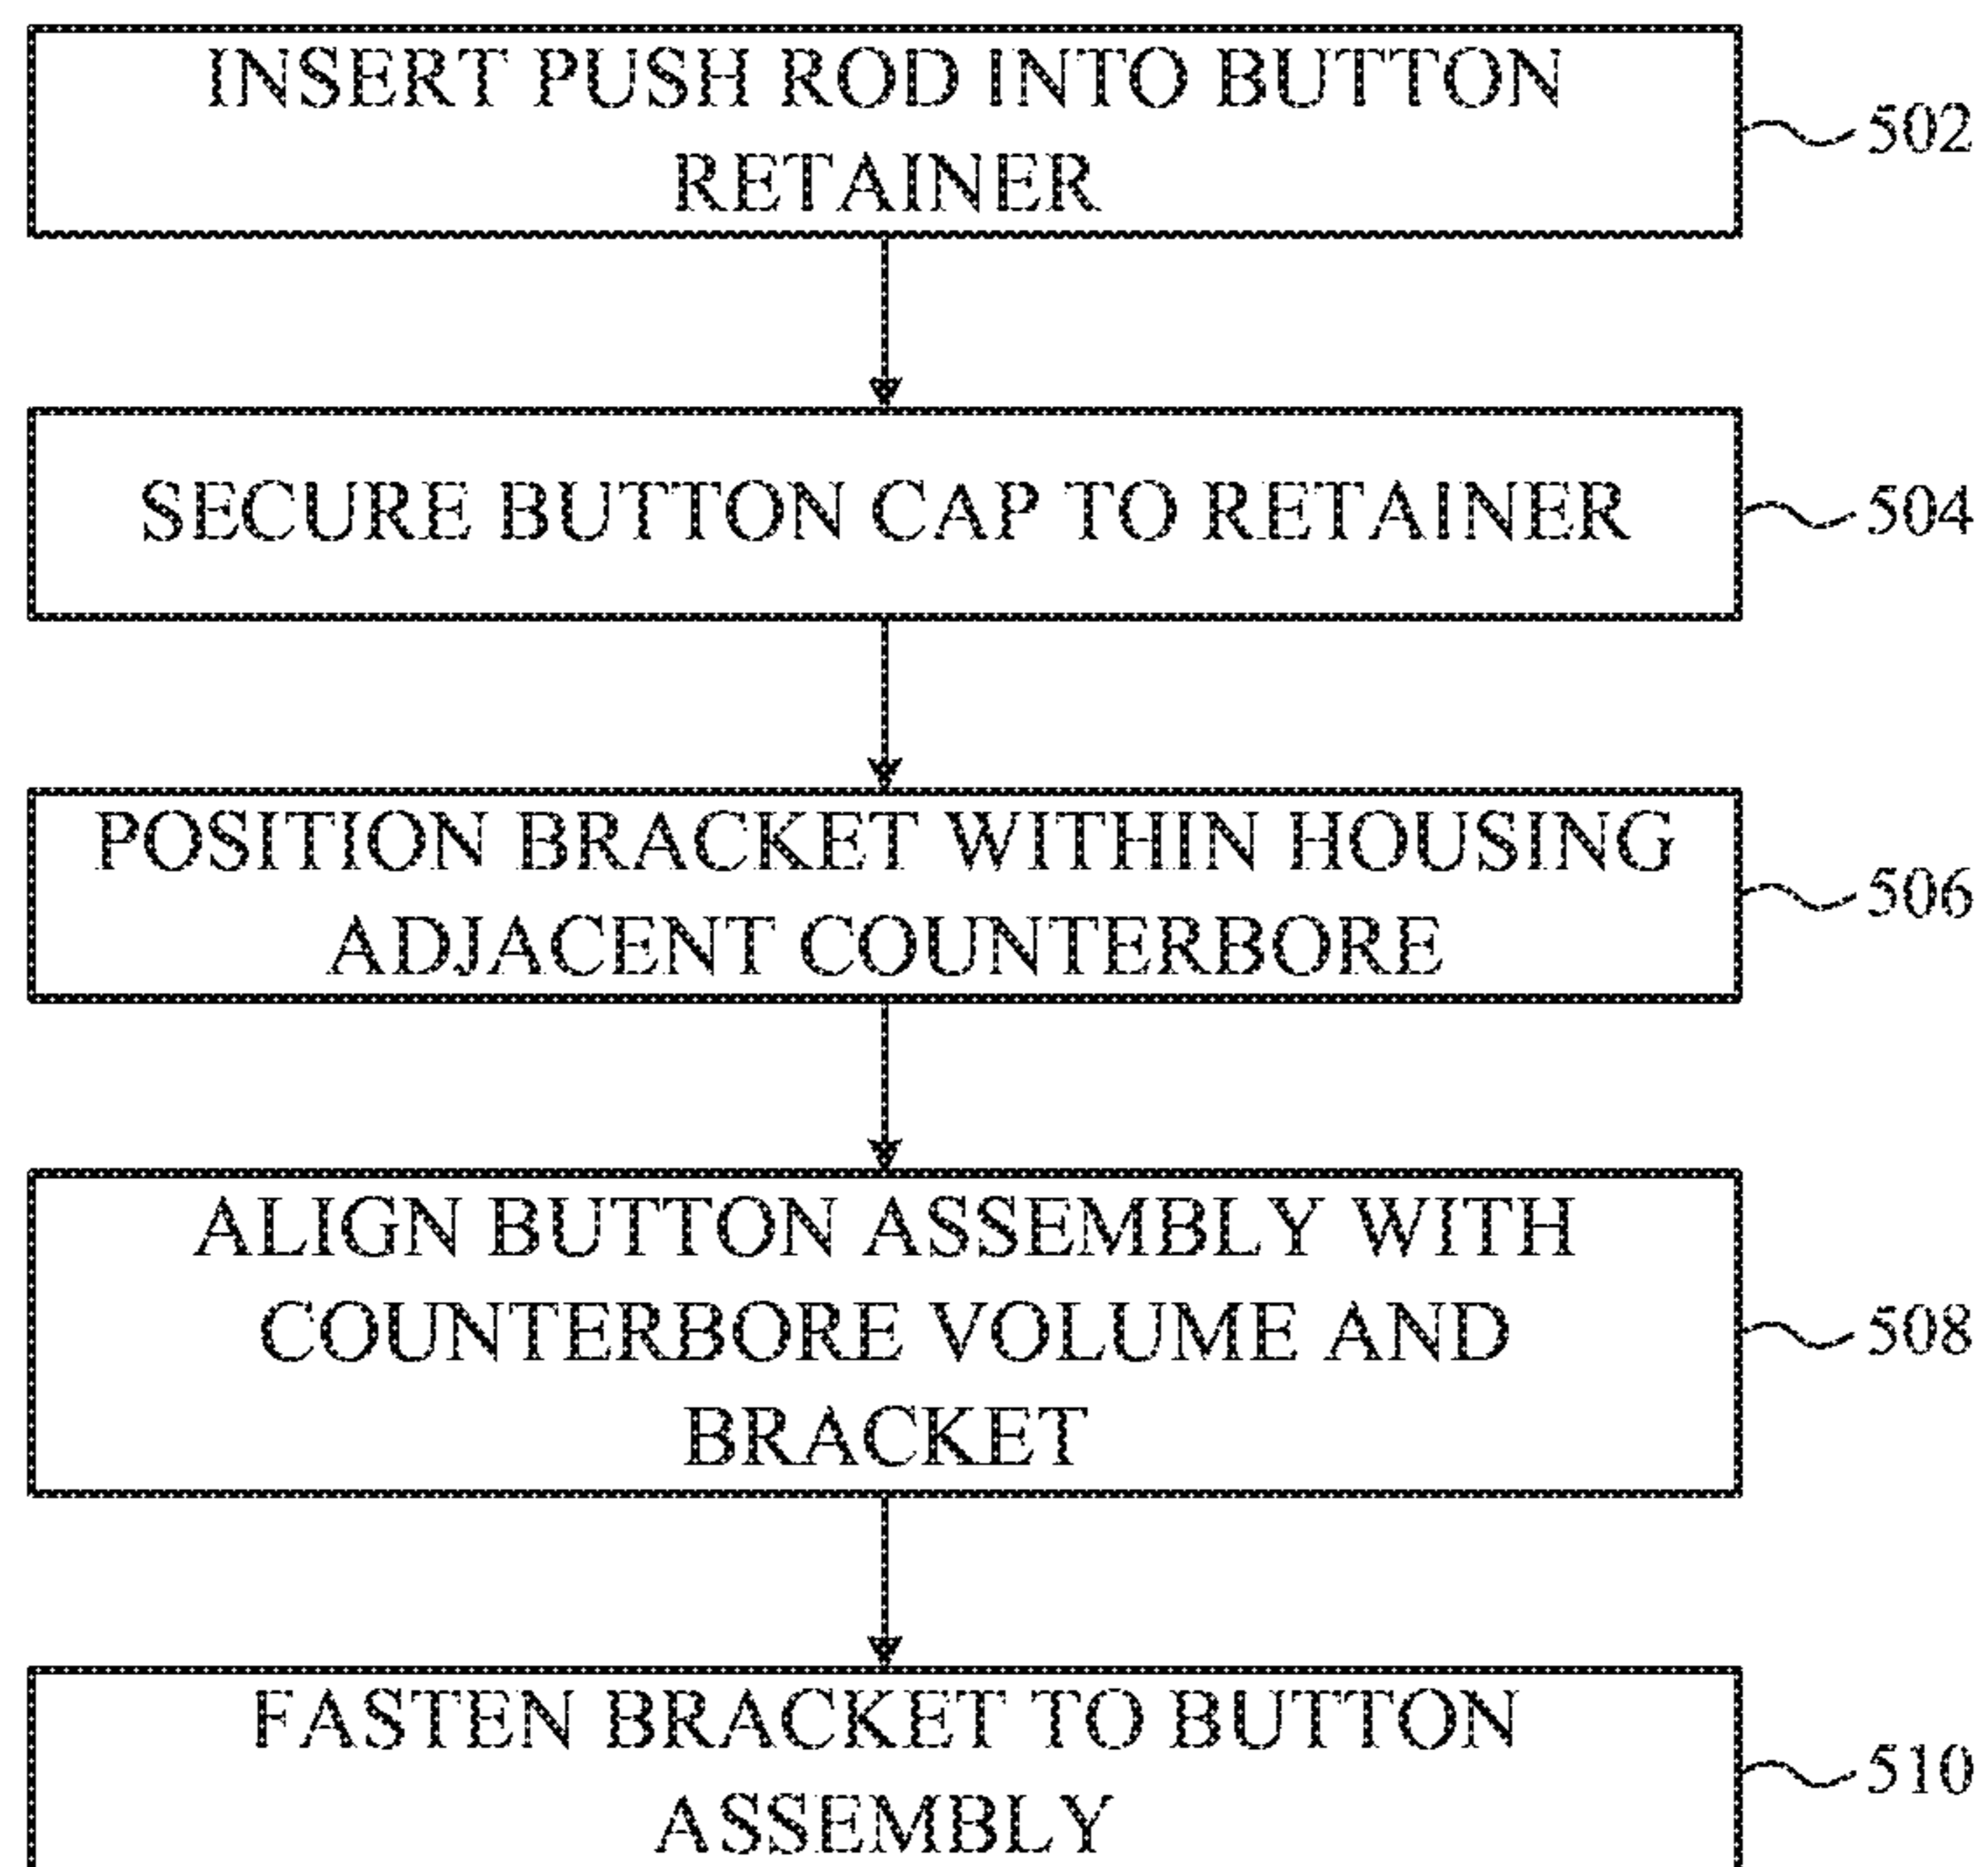 INSERT PUSH ROD INTO BUTTON
RETAINER
502
SECURE BUTTON CAP TO RETAINER
504
POSITION BRACKET WITHIN HOUSING
ADJACENT COUNTERBORE
506
ALIGN BUTTON ASSEMBLY WITH
COUNTERBORE VOLUME AND
BRACKET
508
FASTEN BRACKET TO BUTTON
ASSEMBLY
510